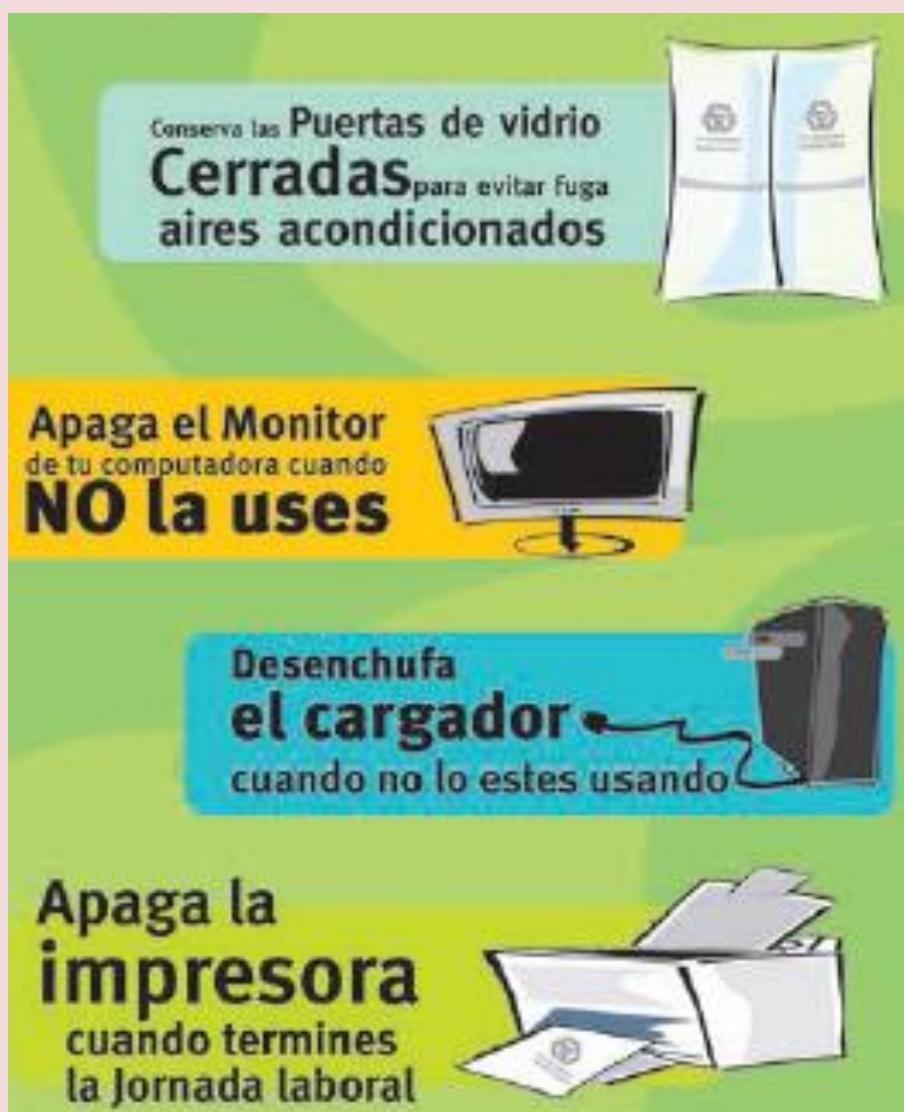 Conserva las Puertas de vidrio
Cerradas para evitar fuga
aires acondicionados
Apaga el Monitor
de tu computadora cuando
NO la uses
Desenchufa
el cargador
cuando no lo estes usando
Apaga la
impresora
cuando termines
la Jornada laboral